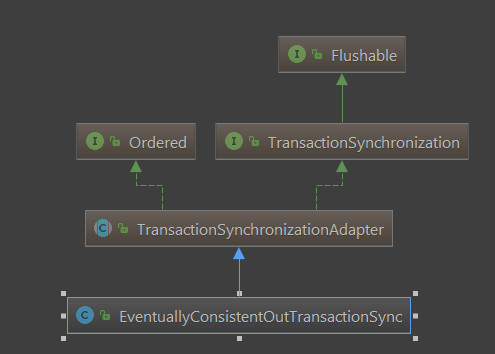 I Flushable
I Ordered
I TransactionSynchronization
C TransactionSynchronizationAdapter
C EventuallyConsistentOutTransactionSync